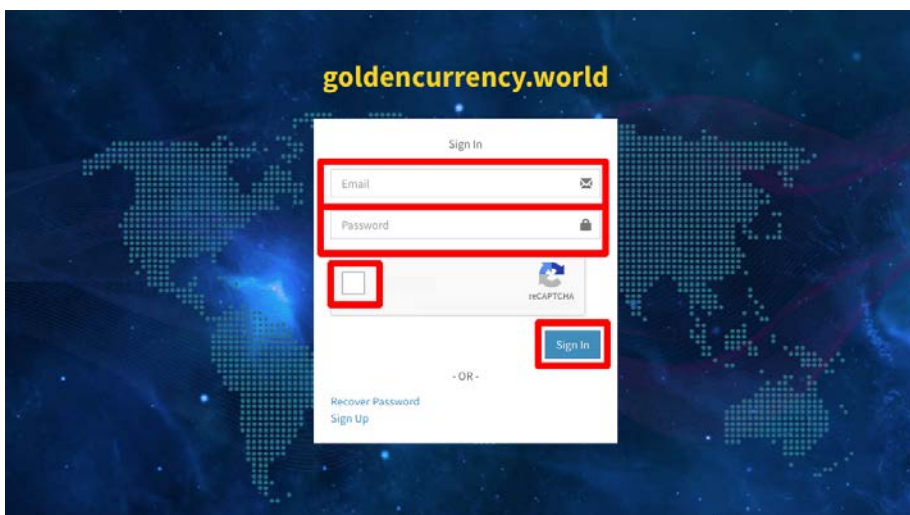 goldencurrency.world
Sign In
Email
Password
reCAPTCHA
Sign In
- OR -
Recover Password
Sign Up